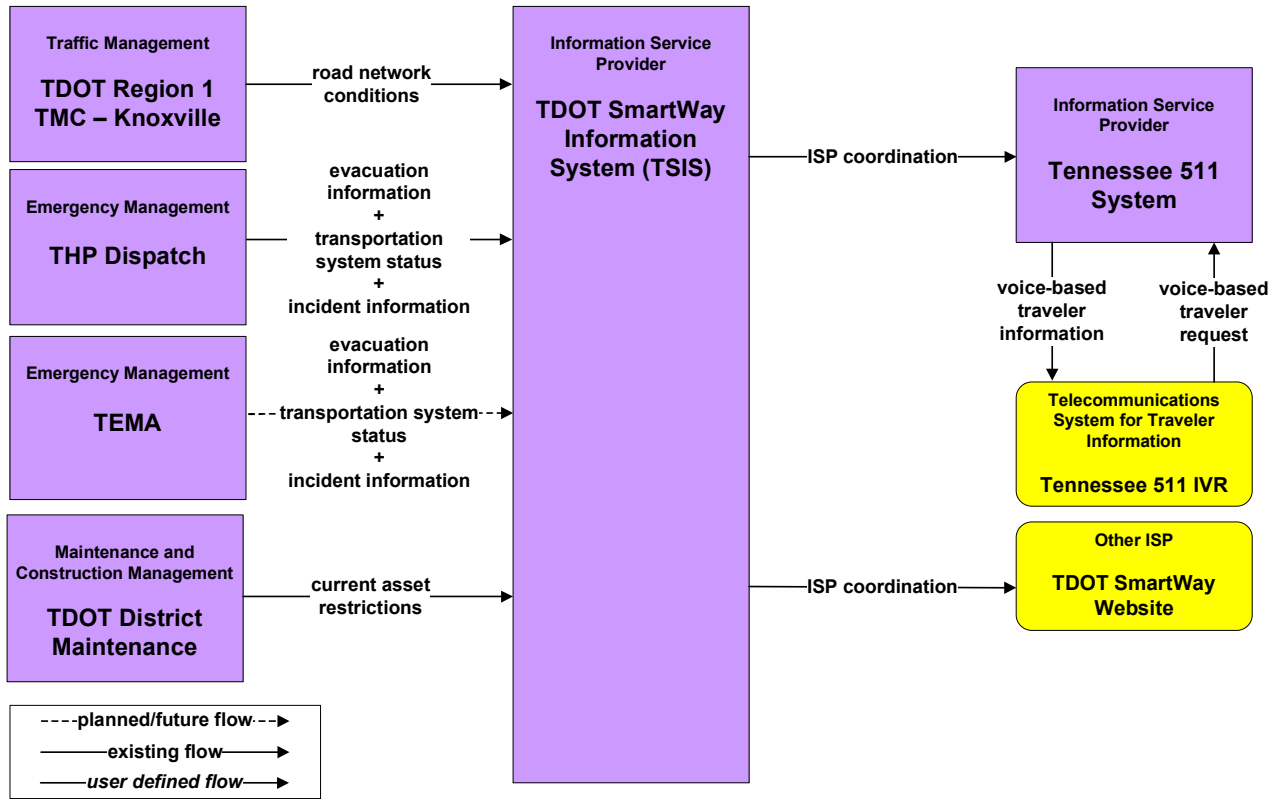 Traffic Management
TDOT Region 1
TMC – Knoxville
road network
conditions
Emergency Management
THP Dispatch
evacuation
information
+
transportation
system status
+
incident information
Emergency Management
TEMA
evacuation
information
+
transportation system
status
+
incident information
Maintenance and
Construction Management
TDOT District
Maintenance
current asset
restrictions
Information Service
Provider
TDOT SmartWay
Information
System (TSIS)
ISP coordination
Information Service
Provider
Tennessee 511
System
voice-based
traveler
information
voice-based
traveler
request
Telecommunications
System for Traveler
Information
Tennessee 511 IVR
ISP coordination
Other ISP
TDOT SmartWay
Website
planned/future flow
existing flow
user defined flow